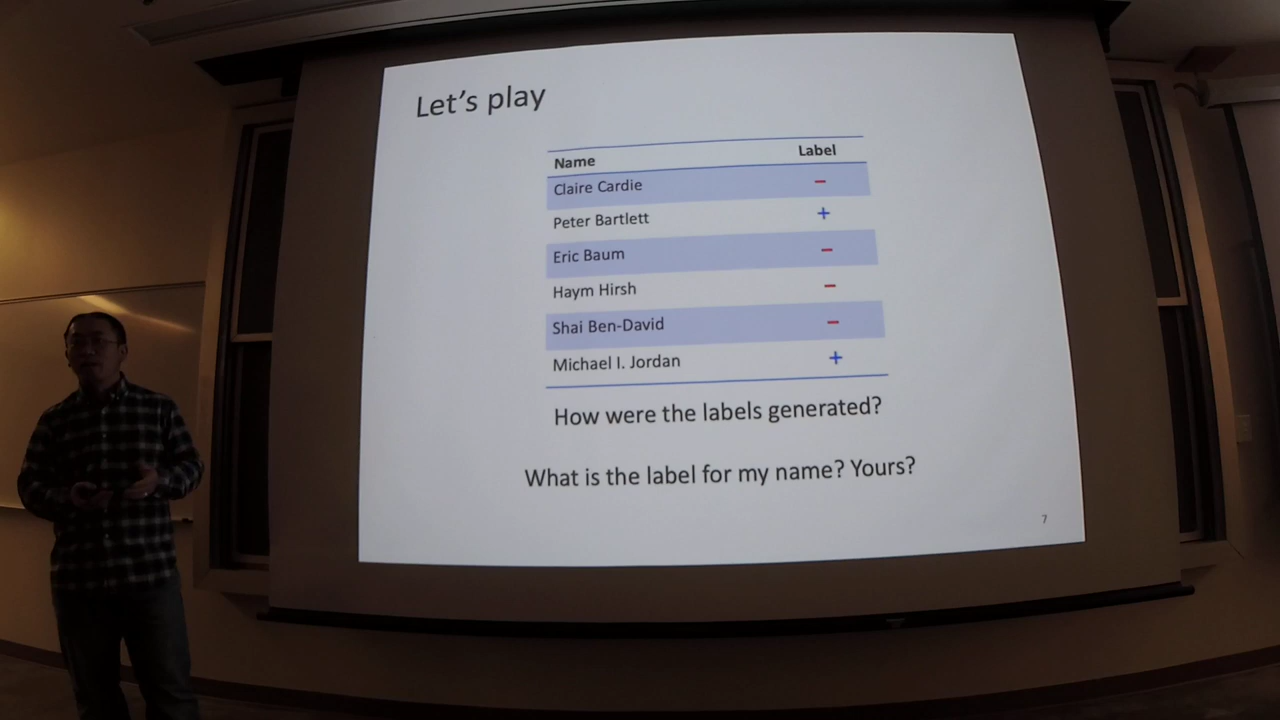 Let's play
Name Label
Claire Cardie −
Peter Bartlett +
Eric Baum −
Haym Hirsh −
Shai Ben-David −
Michael I. Jordan +
How were the labels generated?
What is the label for my name? Yours?
7